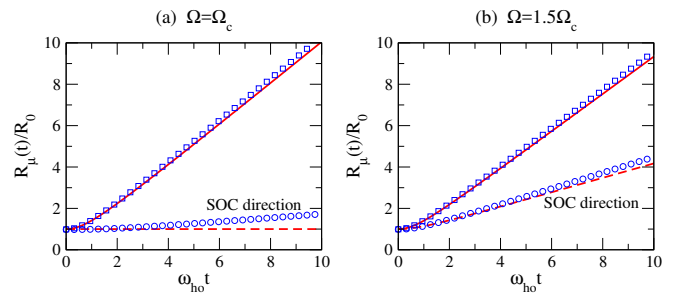 (a) Ω=Ω_c
(b) Ω=1.5Ω_c
R_μ(t)/R_0
10
8
6
4
2
0
SOC direction
0 2 4 6 8 10
ω_ho t
R_μ(t)/R_0
10
8
6
4
2
0
SOC direction
0 2 4 6 8 10
ω_ho t